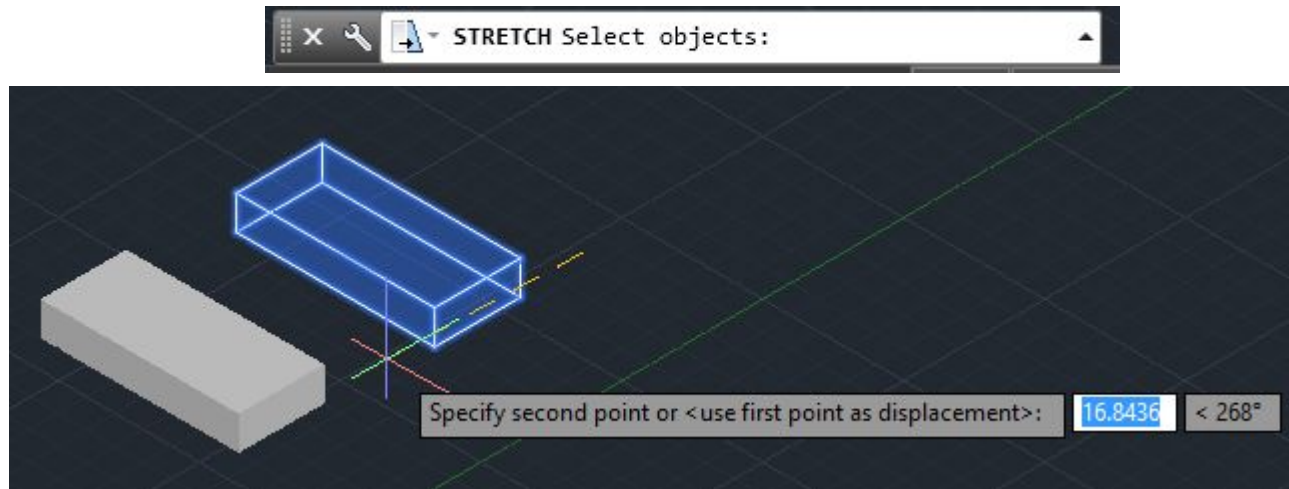 STRETCH Select objects:
Specify second point or <use first point as displacement>: 16.8436 < 268°